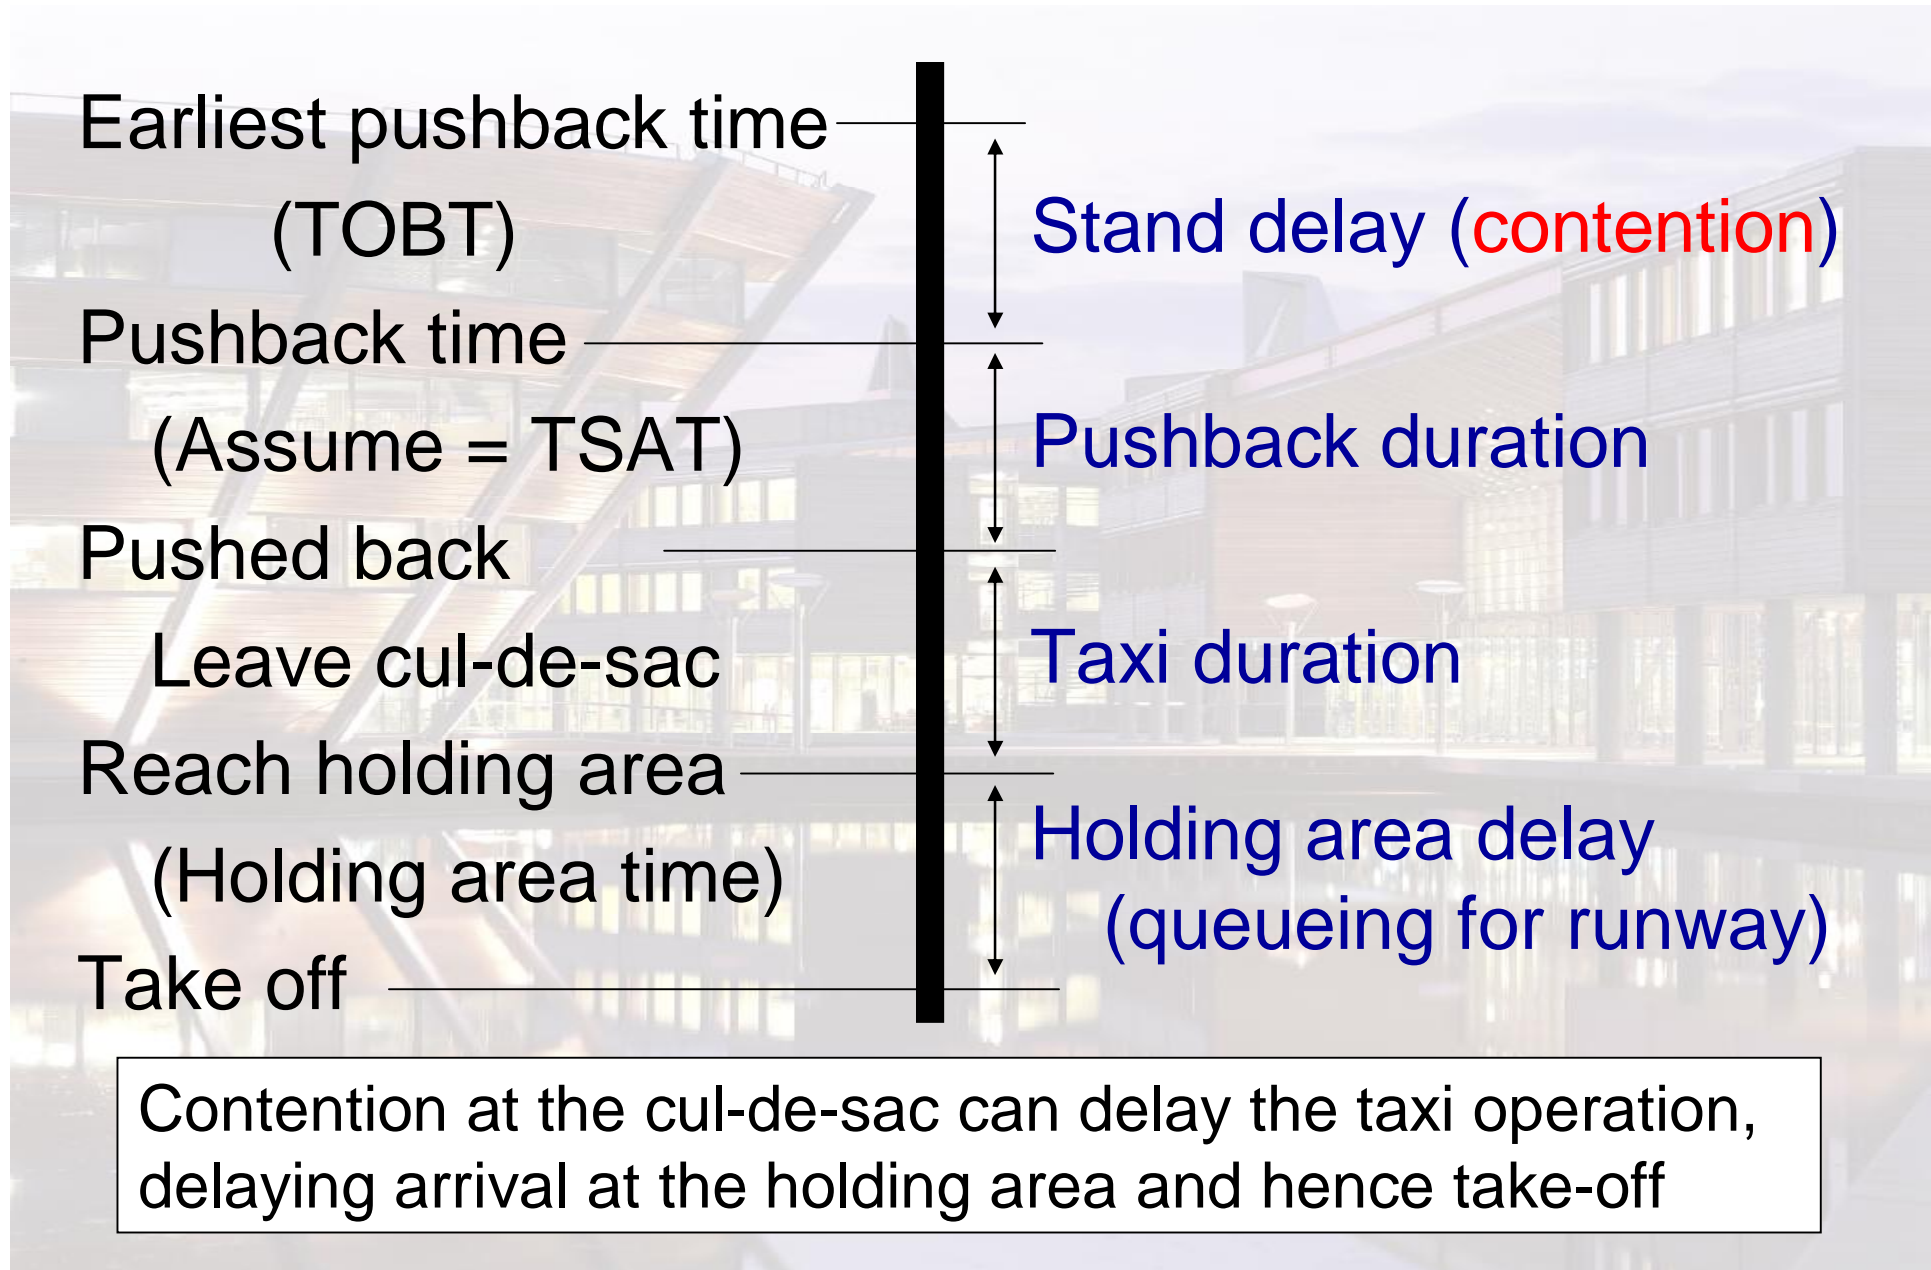 Earliest pushback time
(TOBT)
Pushback time
(Assume = TSAT)
Pushed back
Leave cul-de-sac
Reach holding area
(Holding area time)
Take off
Stand delay (contention)
Pushback duration
Taxi duration
Holding area delay
(queueing for runway)
Contention at the cul-de-sac can delay the taxi operation,
delaying arrival at the holding area and hence take-off